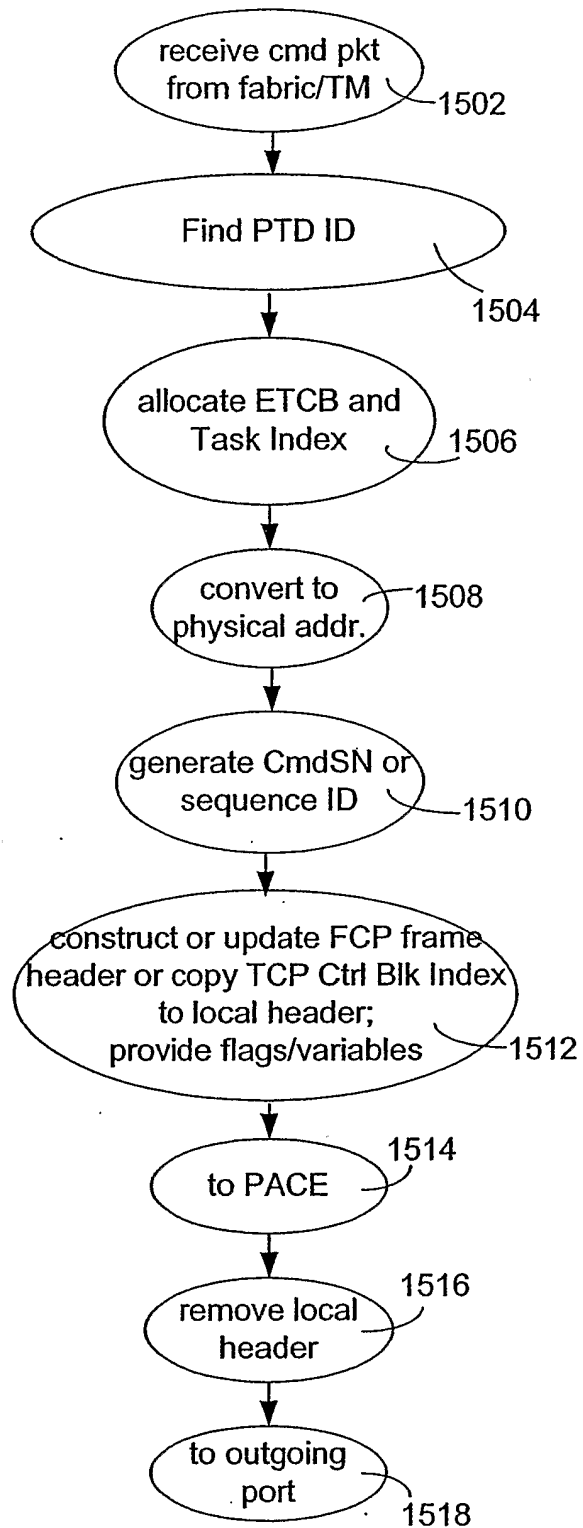 receive cmd pkt
from fabric/TM
1502
Find PTD ID
1504
allocate ETCB and
Task Index
1506
convert to
physical addr.
1508
generate CmdSN or
sequence ID
1510
construct or update FCP frame
header or copy TCP Ctrl Blk Index
to local header;
provide flags/variables
1512
to PACE
1514
remove local
header
1516
to outgoing
port
1518